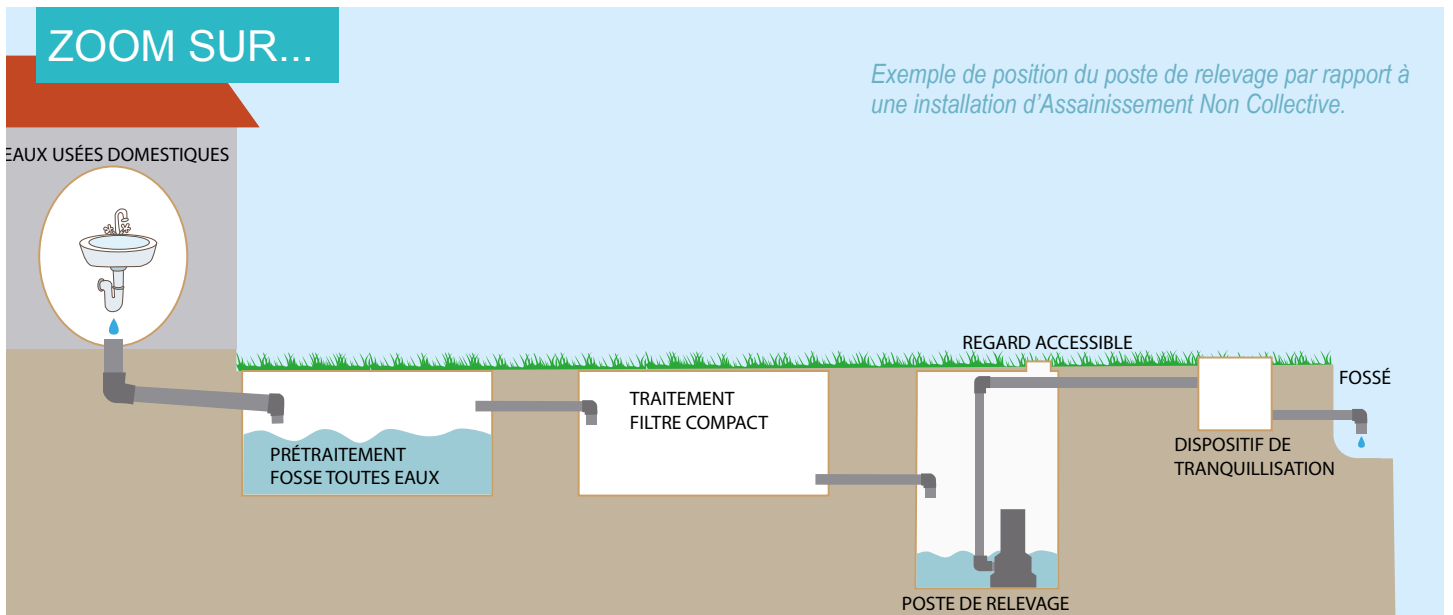 ZOOM SUR...
Exemple de position du poste de relevage par rapport à
une installation d'Assainissement Non Collective.
EAUX USÉES DOMESTIQUES
REGARD ACCESSIBLE
FOSSÉ
TRAITEMENT
FILTRE COMPACT
PRÉTRAITEMENT
FOSSE TOUTES EAUX
DISPOSITIF DE
TRANQUILLISATION
POSTE DE RELEVAGE